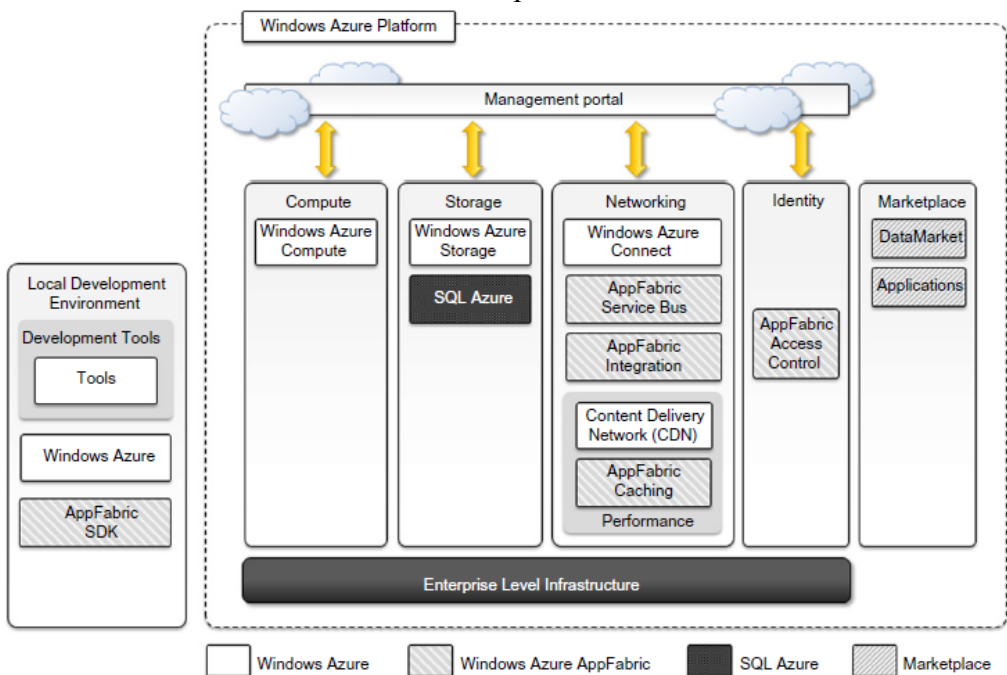 Windows Azure Platform
Management portal
Compute
Windows Azure
Compute
Storage
Windows Azure
Storage
SQL Azure
Networking
Windows Azure
Connect
AppFabric
Service Bus
AppFabric
Integration
Content Delivery
Network (CDN)
AppFabric
Caching
Performance
Identity
AppFabric
Access
Control
Marketplace
DataMarket
Applications
Local Development
Environment
Development Tools
Tools
Windows Azure
AppFabric
SDK
Enterprise Level Infrastructure
Windows Azure
Windows Azure AppFabric
SQL Azure
Marketplace